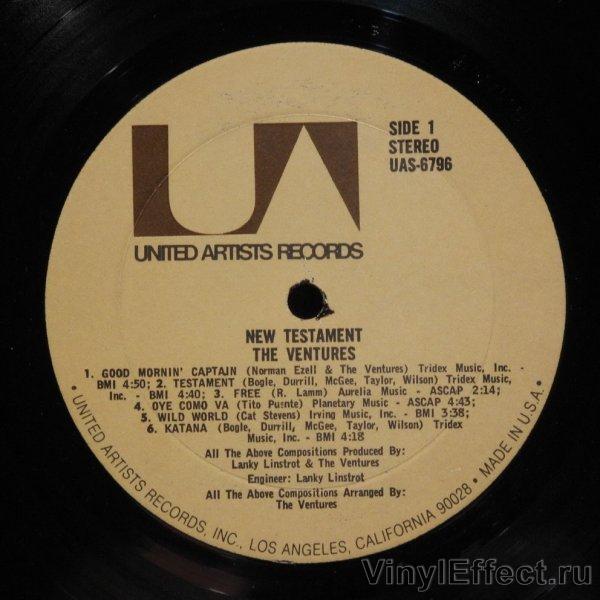 UA
UNITED ARTISTS RECORDS
SIDE 1
STEREO
UAS-6796
NEW TESTAMENT
THE VENTURES
1. GOOD MORNIN' CAPTAIN (Norman Ezell & The Ventures) Tridex Music, Inc. -
BMI 4:50; 2. TESTAMENT (Bogle, Durrill, McGee, Taylor, Wilson) Tridex Music,
Inc. - BMI 4:40; 3. FREE (R. Lamm) Aurelia Music - ASCAP 2:14;
4. OYE COMO VA (Tito Puente) Planetary Music - ASCAP 4:43;
5. WILD WORLD (Cat Stevens) Irving Music, Inc. - BMI 3:38;
6. KATANA (Bogle, Durrill, McGee, Taylor, Wilson) Tridex
Music, Inc. - BMI 4:18
All The Above Compositions Produced By:
Lanky Linstrot & The Ventures
Engineer: Lanky Linstrot
All The Above Compositions Arranged By:
The Ventures
• UNITED ARTISTS RECORDS, INC., LOS ANGELES, CALIFORNIA 90028 • MADE IN U.S.A. •
VinylEffect.ru